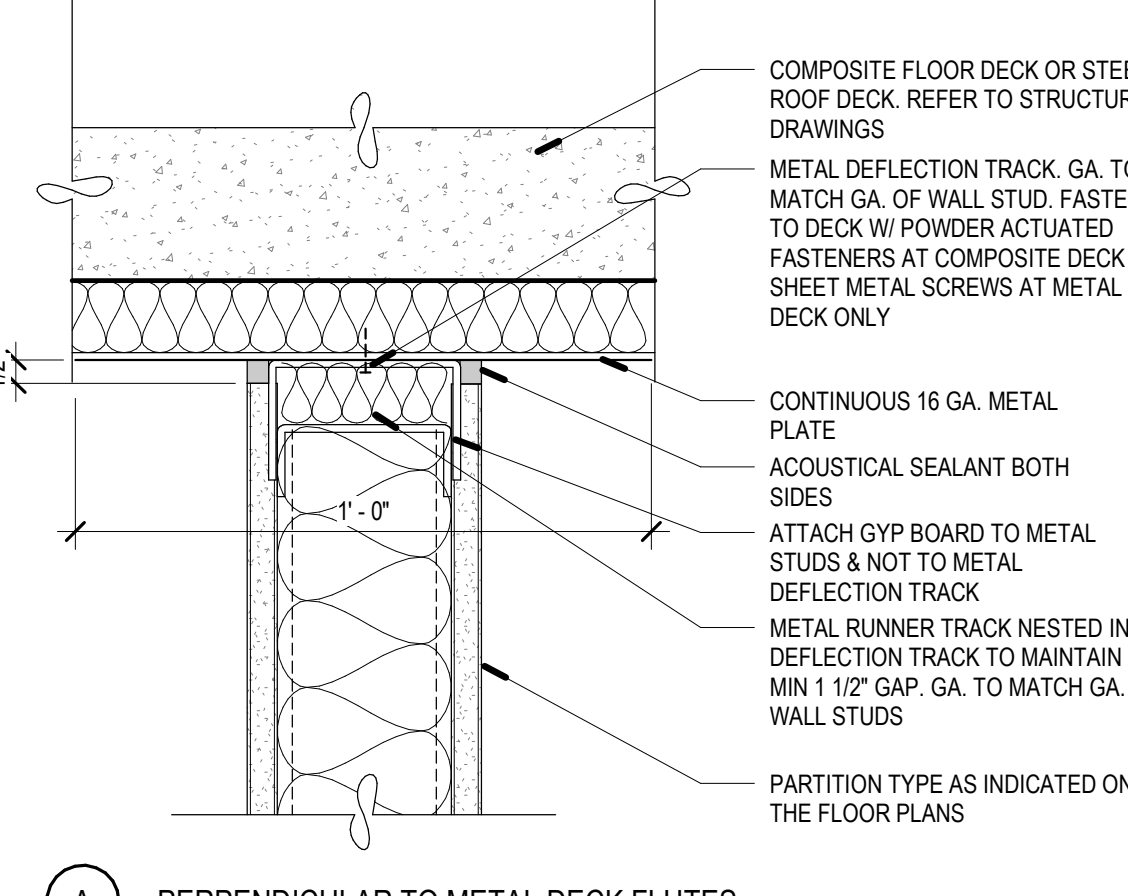 COMPOSITE FLOOR DECK OR
ROOF DECK. REFER TO
DRAWINGS
METAL DEFLECTION TRACK. GA.
MATCH GA. OF WALL STUD.
TO DECK W/ POWDER ACTUATED
FASTENERS AT COMPOSITE DECK
SHEET METAL SCREWS AT METAL
DECK ONLY
CONTINUOUS 16 GA. METAL
PLATE
ACOUSTICAL SEALANT BOTH
SIDES
1' - 0"
ATTACH GYP BOARD TO METAL
STUDS & NOT TO METAL
DEFLECTION TRACK
METAL RUNNER TRACK NESTED IN
DEFLECTION TRACK TO MAINTAIN
MIN 1 1/2" GAP. GA. TO MATCH GA.
WALL STUDS
PARTITION TYPE AS INDICATED ON
THE FLOOR PLANS
A
PERPENDICULAR TO METAL DECK FLUTES